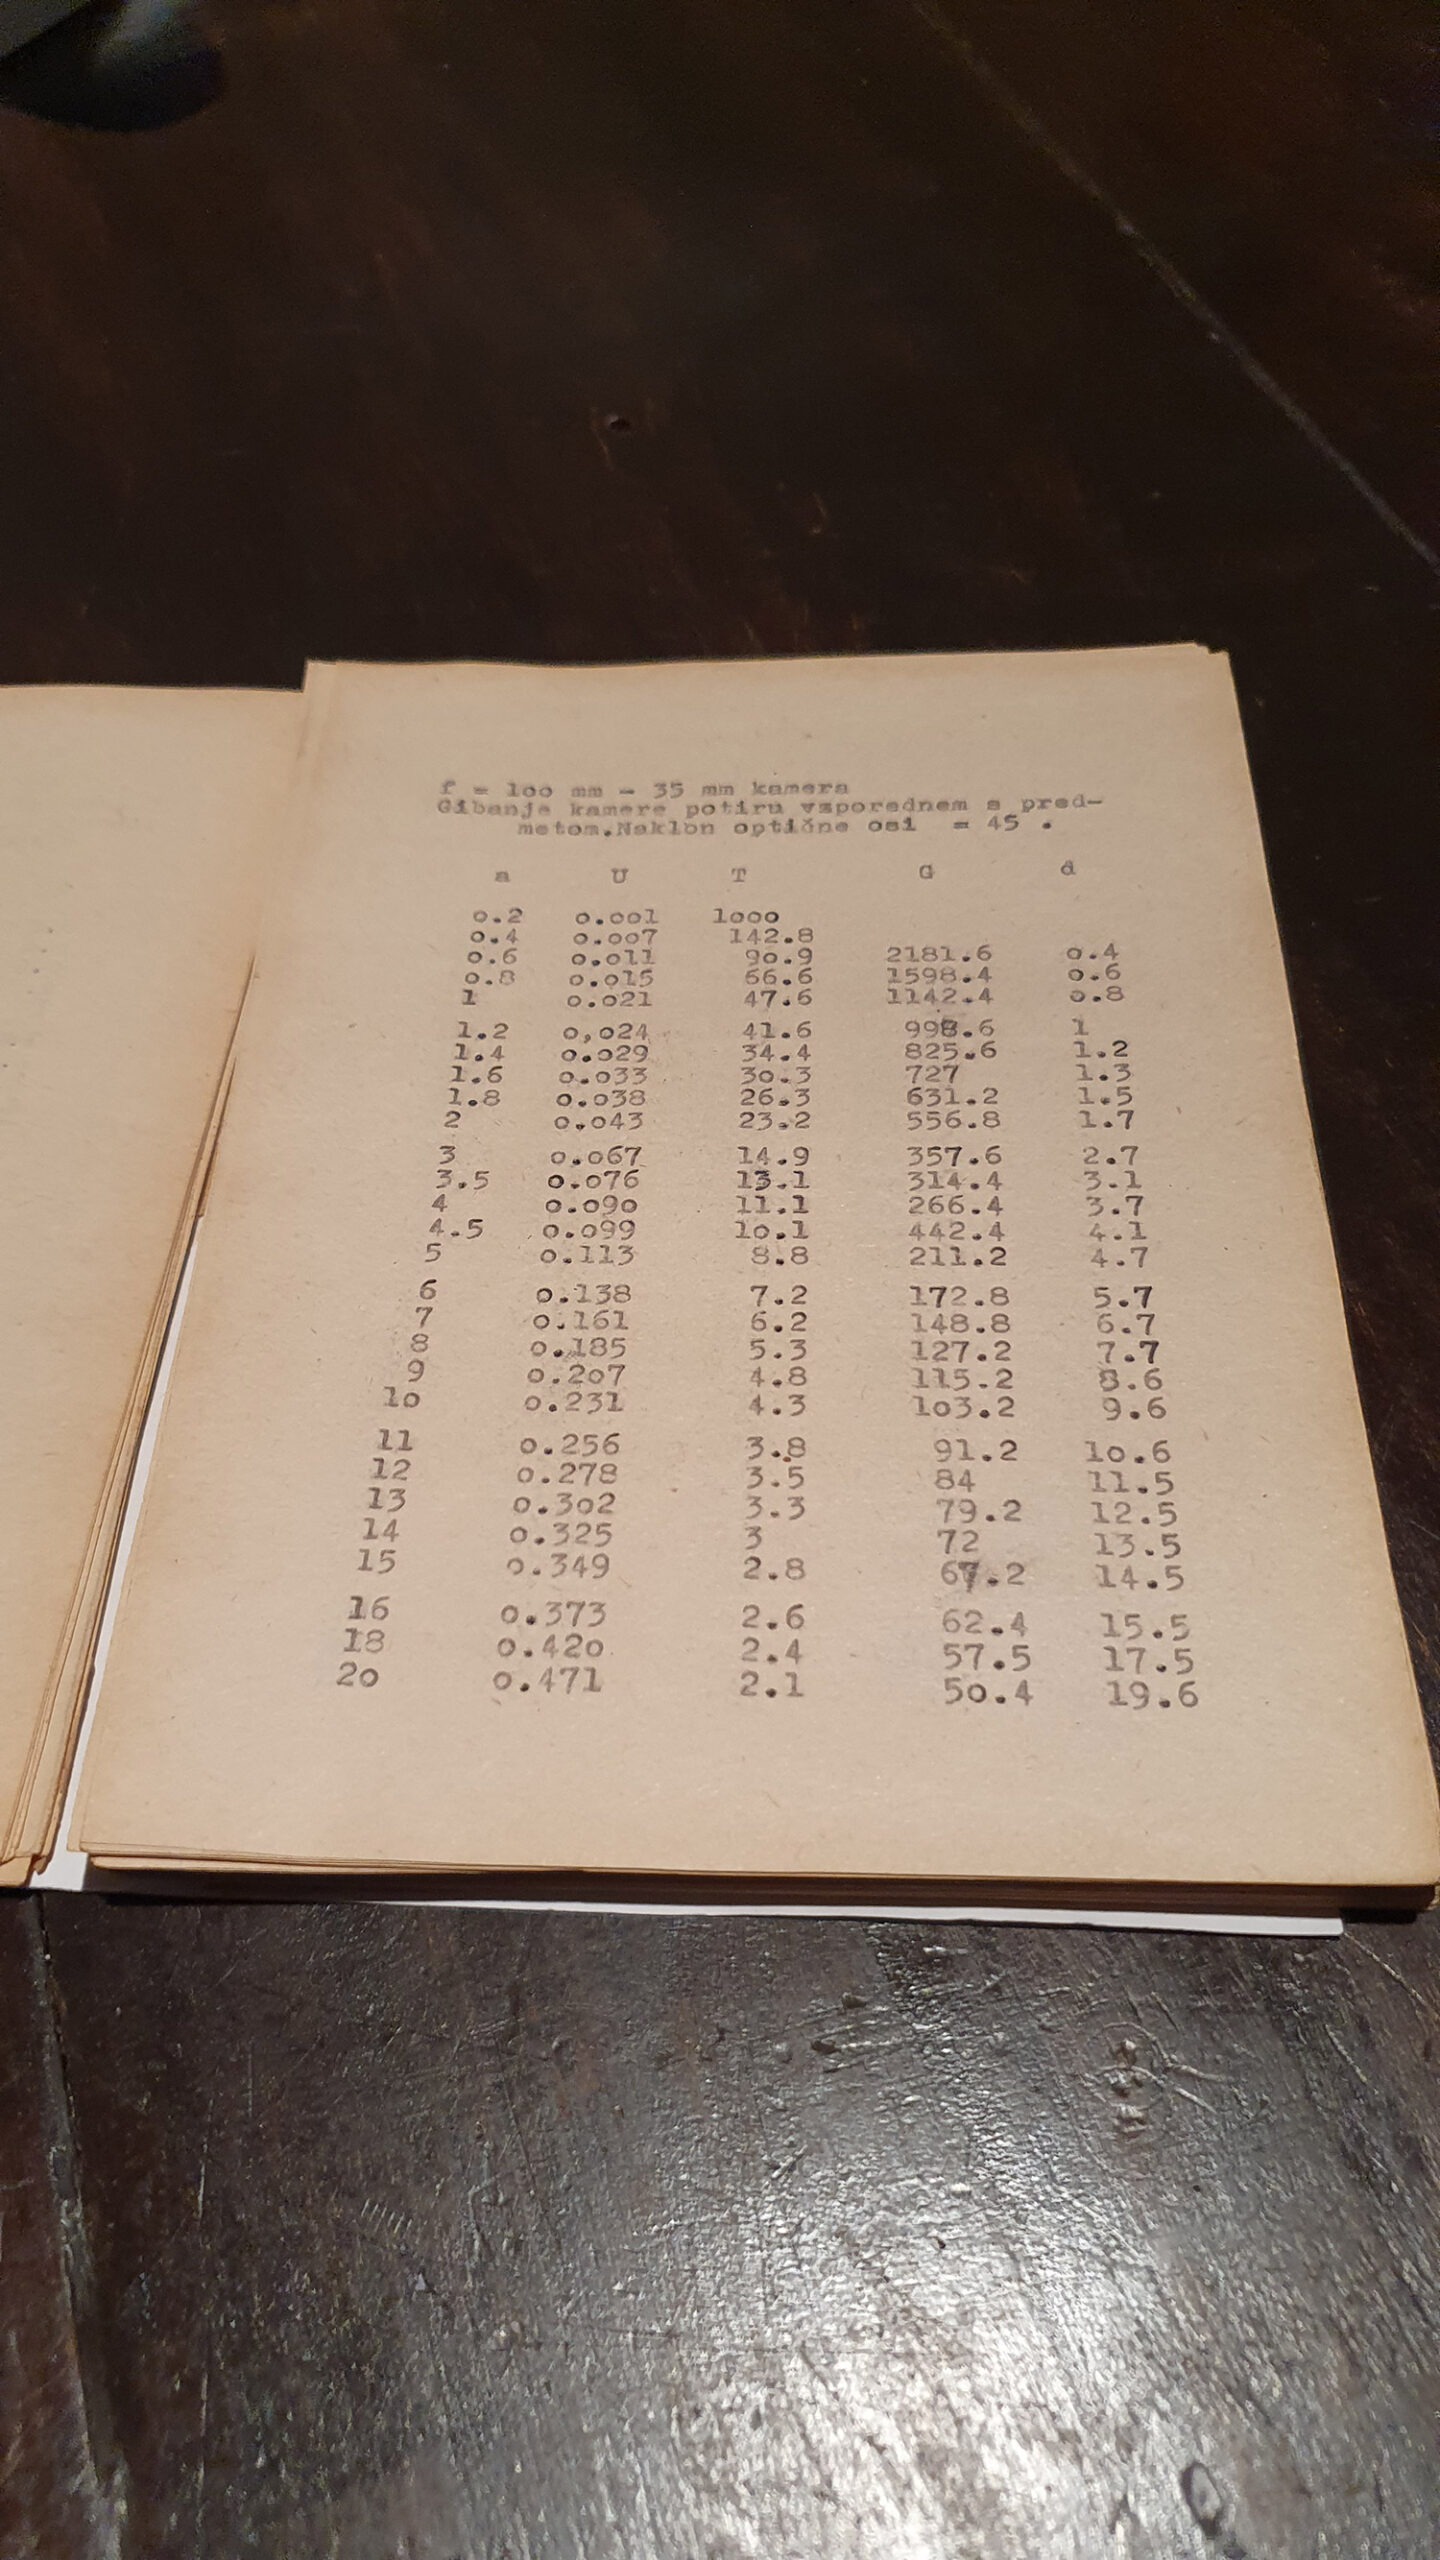 f = 100 mm - 35 mm kamera
Gibanje kamere potiru vzporednem s pred-
metom.Naklon optične osi = 45 .
a U T G d
0.2 0.001 1000
0.4 0.007 142.8
0.6 0.011 90.9 2181.6 0.4
0.8 0.015 66.6 1598.4 0.6
1 0.021 47.6 1142.4 0.8
1.2 0,024 41.6 998.6 1
1.4 0.029 34.4 825.6 1.2
1.6 0.033 30.3 727 1.3
1.8 0.038 26.3 631.2 1.5
2 0.043 23.2 556.8 1.7
3 0.067 14.9 357.6 2.7
3.5 0.076 13.1 314.4 3.1
4 0.090 11.1 266.4 3.7
4.5 0.099 10.1 442.4 4.1
5 0.113 8.8 211.2 4.7
6 0.138 7.2 172.8 5.7
7 0.161 6.2 148.8 6.7
8 0.185 5.3 127.2 7.7
9 0.207 4.8 115.2 8.6
10 0.231 4.3 103.2 9.6
11 0.256 3.8 91.2 10.6
12 0.278 3.5 84 11.5
13 0.302 3.3 79.2 12.5
14 0.325 3 72 13.5
15 0.349 2.8 67.2 14.5
16 0.373 2.6 62.4 15.5
18 0.420 2.4 57.5 17.5
20 0.471 2.1 50.4 19.6